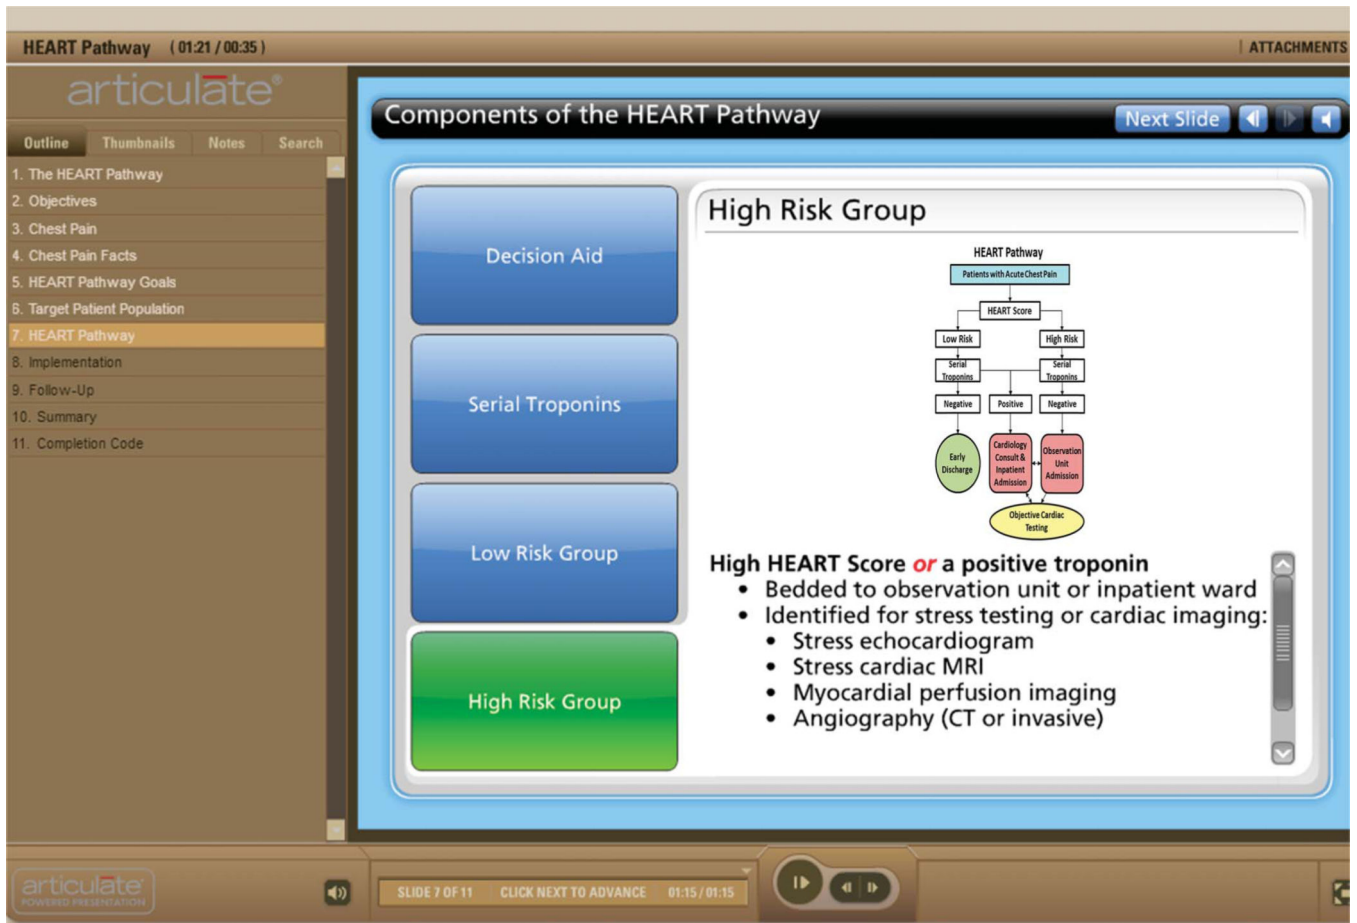 HEART Pathway ( 01:21 / 00:35 )
ATTACHMENTS
articulate®
Outline Thumbnails Notes Search
1. The HEART Pathway
2. Objectives
3. Chest Pain
4. Chest Pain Facts
5. HEART Pathway Goals
6. Target Patient Population
7. HEART Pathway
8. Implementation
9. Follow-Up
10. Summary
11. Completion Code
Components of the HEART Pathway
Next Slide
Decision Aid
Serial Troponins
Low Risk Group
High Risk Group
High Risk Group
HEART Pathway
Patients with Acute Chest Pain
HEART Score
Low Risk
High Risk
Serial
Troponins
Serial
Troponins
Negative
Positive
Negative
Early
Discharge
Cardiology
Consult &
Inpatient
Admission
Observation
Unit
Admission
Objective Cardiac
Testing
High HEART Score or a positive troponin
• Bedded to observation unit or inpatient ward
• Identified for stress testing or cardiac imaging:
• Stress echocardiogram
• Stress cardiac MRI
• Myocardial perfusion imaging
• Angiography (CT or invasive)
articulate®
POWERED PRESENTATION
SLIDE 7 OF 11 CLICK NEXT TO ADVANCE 01:15 / 01:15